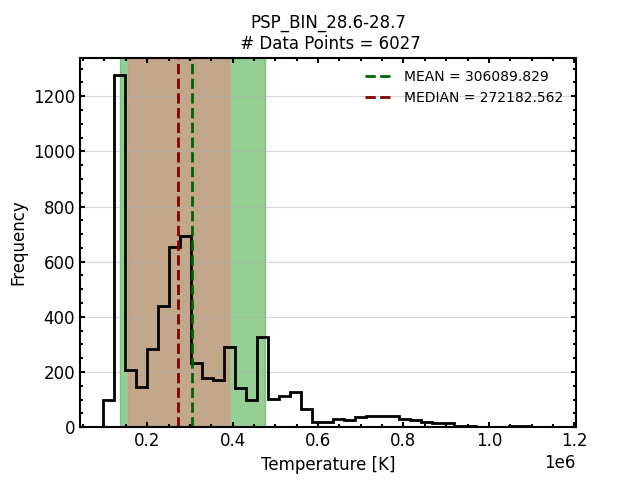 PSP_BIN_28.6-28.7
# Data Points = 6027
MEAN = 306089.829
MEDIAN = 272182.562
Frequency
1200
1000
800
600
400
200
0
0.2 0.4 0.6 0.8 1.0 1.2
1e6
Temperature [K]